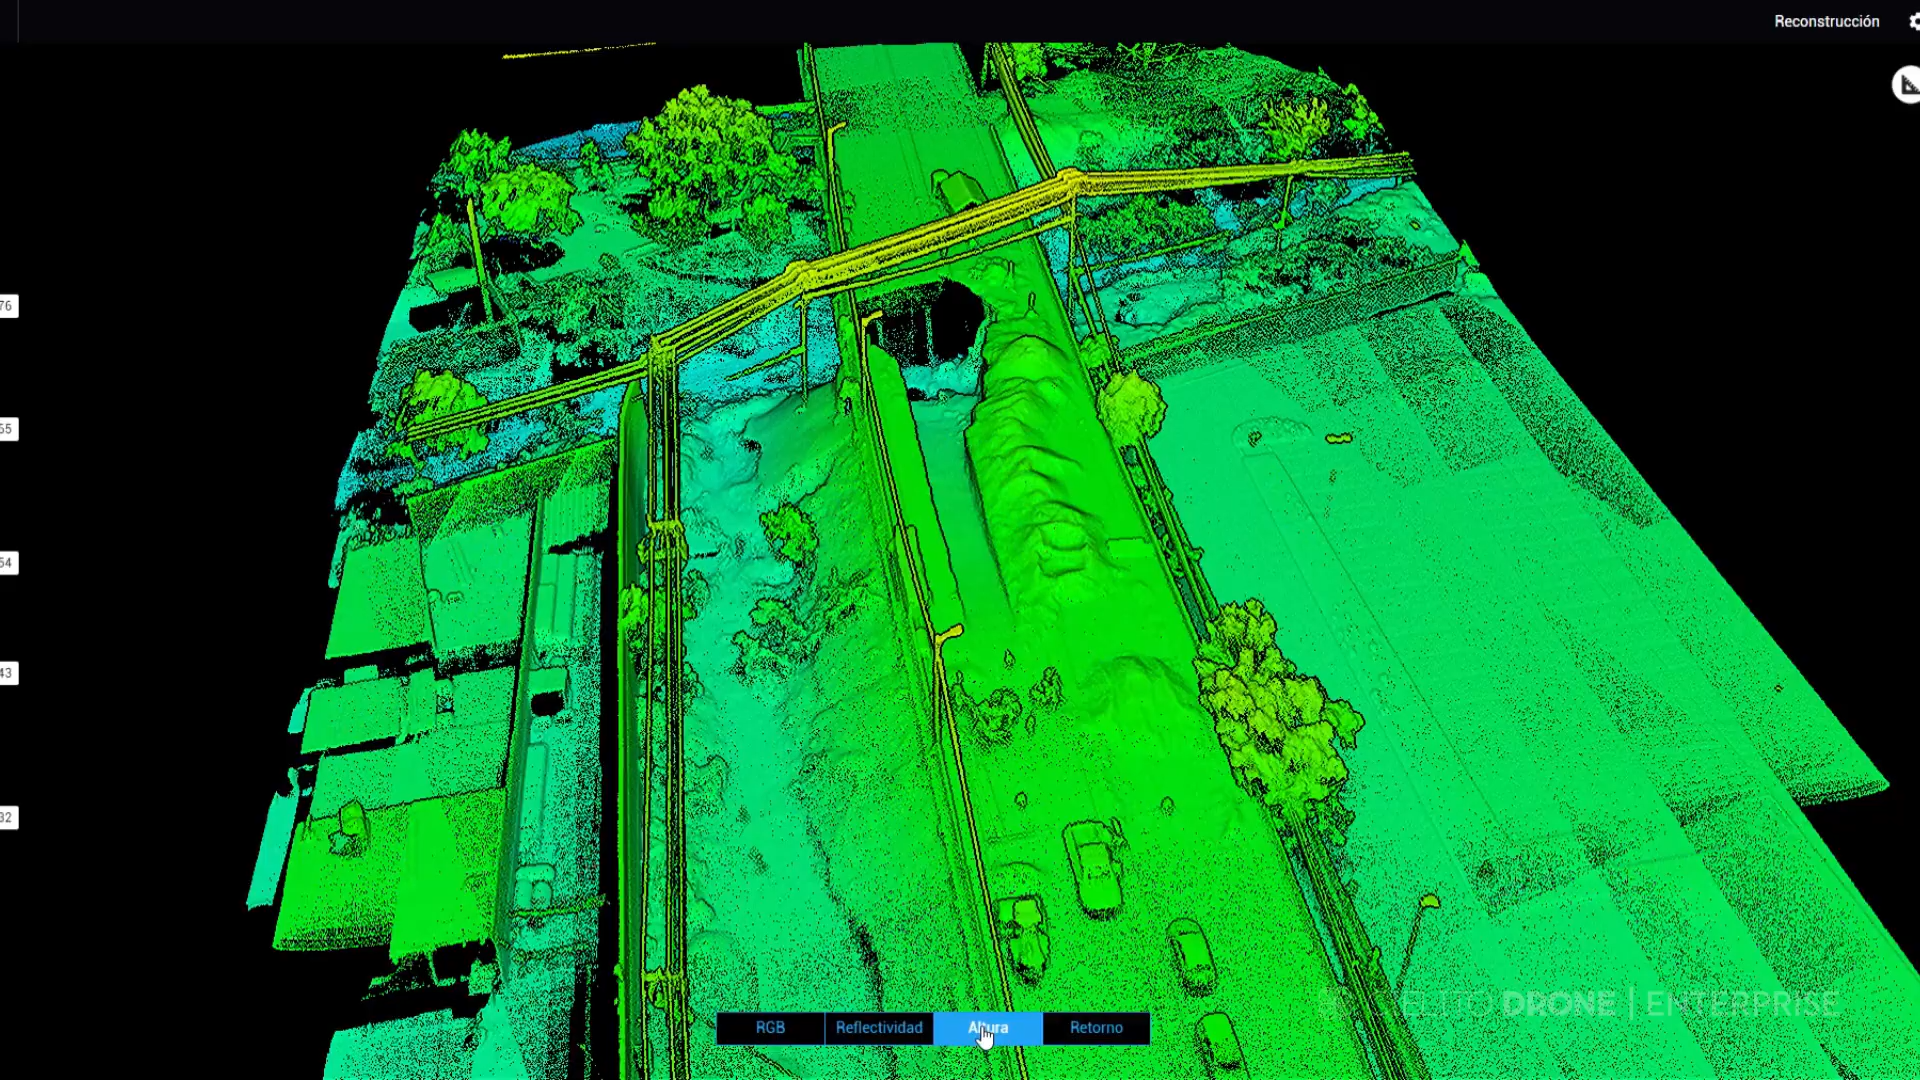 Reconstrucción
76
55
54
43
32
DRONE | ENTERPRISE
RGB
Reflectividad
Altura
Retorno